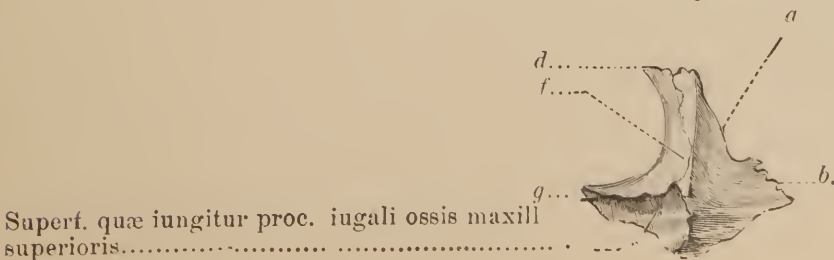 a
d...
f...
b.
g...
Superf. quæ iungitur proc. iugali ossis maxill
superioris